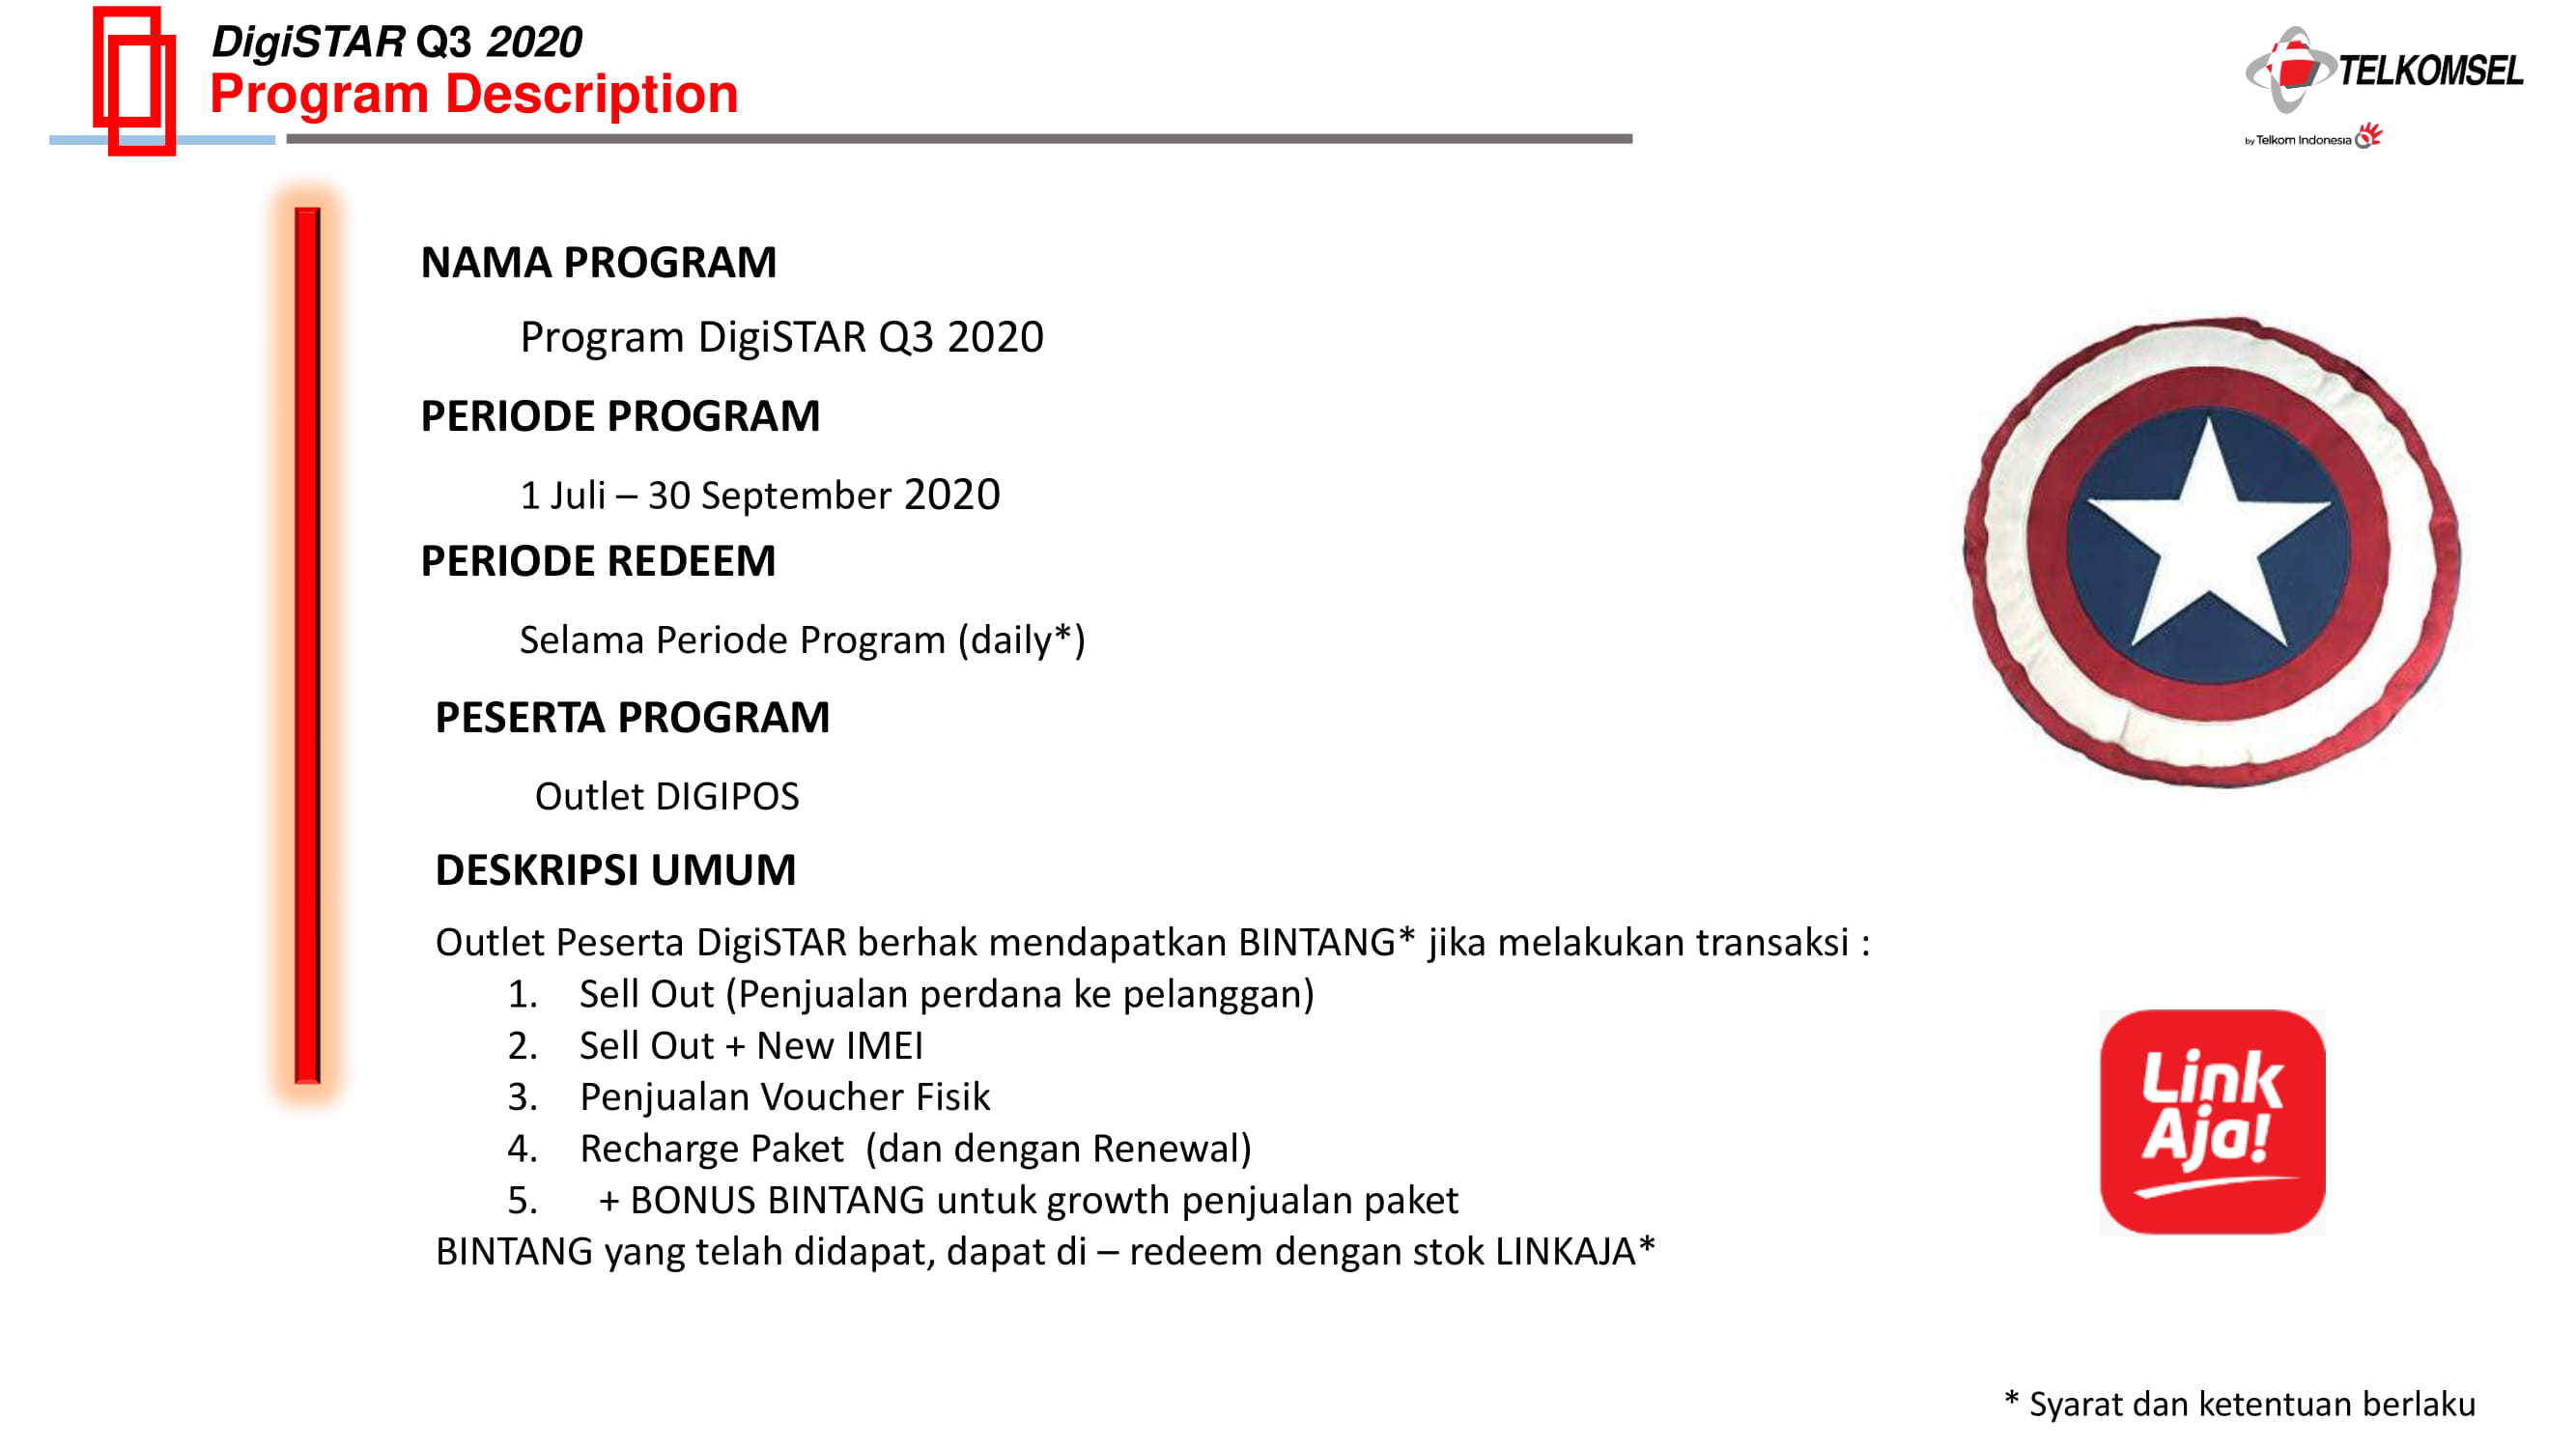 DigiSTAR Q3 2020
Program Description
TELKOMSEL
by Telkom Indonesia
NAMA PROGRAM
Program DigiSTAR Q3 2020
PERIODE PROGRAM
1 Juli – 30 September 2020
PERIODE REDEEM
Selama Periode Program (daily*)
PESERTA PROGRAM
Outlet DIGIPOS
DESKRIPSI UMUM
Outlet Peserta DigiSTAR berhak mendapatkan BINTANG* jika melakukan transaksi :
1. Sell Out (Penjualan perdana ke pelanggan)
2. Sell Out + New IMEI
3. Penjualan Voucher Fisik
4. Recharge Paket (dan dengan Renewal)
5. + BONUS BINTANG untuk growth penjualan paket
BINTANG yang telah didapat, dapat di – redeem dengan stok LINKAJA*
Link
Aja!
* Syarat dan ketentuan berlaku